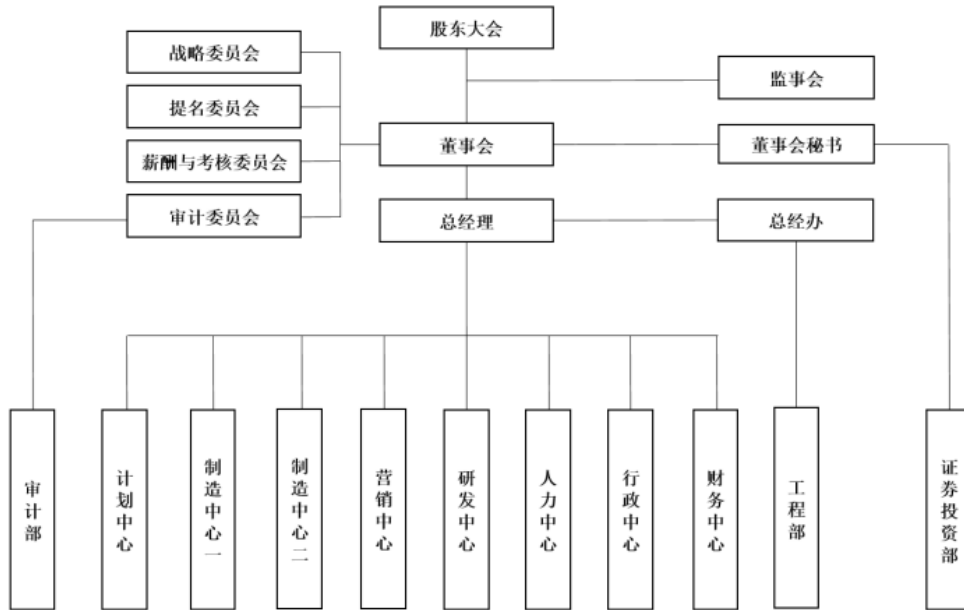 股东大会
战略委员会
监事会
提名委员会
董事会
董事会秘书
薪酬与考核委员会
审计委员会
总经理
总经办
审计部
计划中心
制造中心一
制造中心二
营销中心
研发中心
人力中心
行政中心
财务中心
工程部
证券投资部